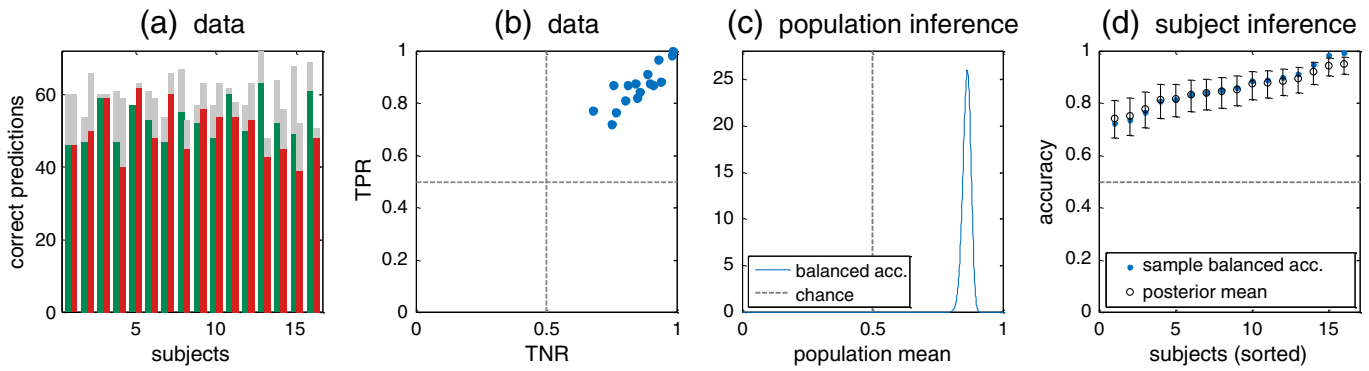 (a) data
correct predictions
60
40
20
0
5 10 15
subjects
(b) data
TPR
1
0.8
0.6
0.4
0.2
0
0 0.5 1
TNR
(c) population inference
25
20
15
10
5
0
balanced acc.
chance
0 0.5 1
population mean
(d) subject inference
accuracy
1
0.8
0.6
0.4
0.2
0
sample balanced acc.
posterior mean
0 5 10 15
subjects (sorted)